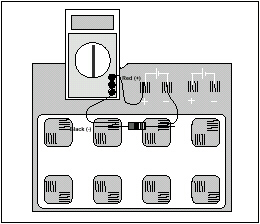 Red (+)
+ - + -
Black (-)